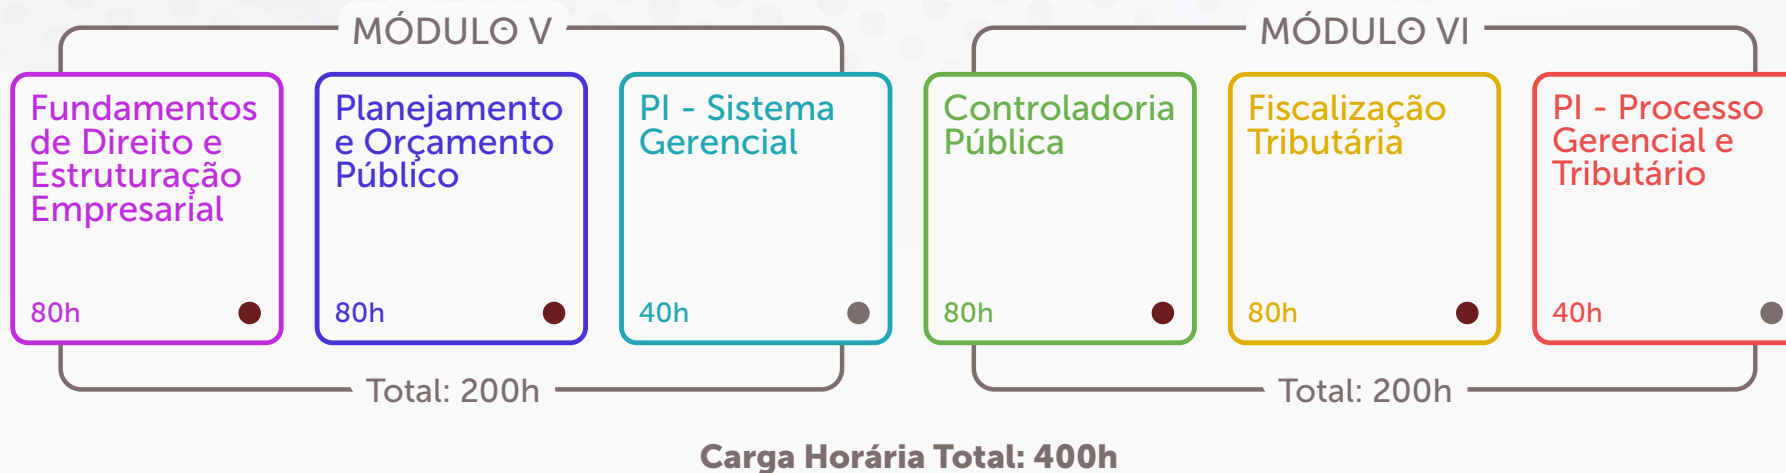 MÓDULO V
Fundamentos
de Direito e
Estruturação
Empresarial
80h
Planejamento
e Orçamento
Público
80h
PI - Sistema
Gerencial
40h
Total: 200h
MÓDULO VI
Controladoria
Pública
80h
Fiscalização
Tributária
80h
PI - Processo
Gerencial e
Tributário
40h
Total: 200h
Carga Horária Total: 400h